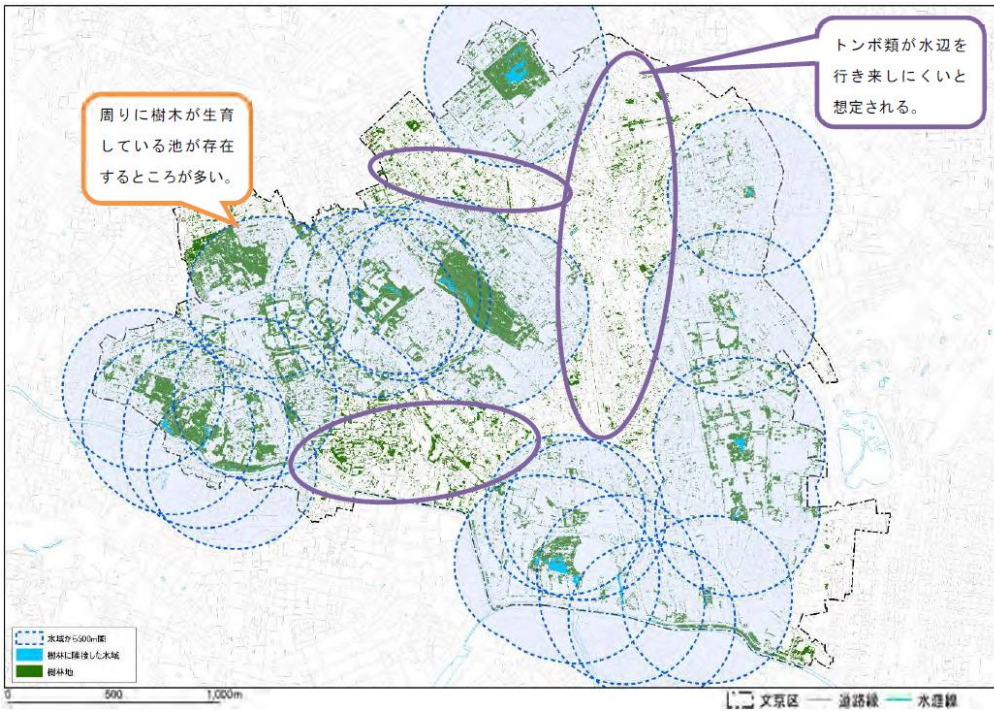 トンボ類が水辺を
行き来しにくいと
想定される。
周りに樹木が生育
している池が存在
するところが多い。
水域から500m圏
樹林に隣接した水域
樹林地
0 500 1,000m
文京区 道路縁 水涯線